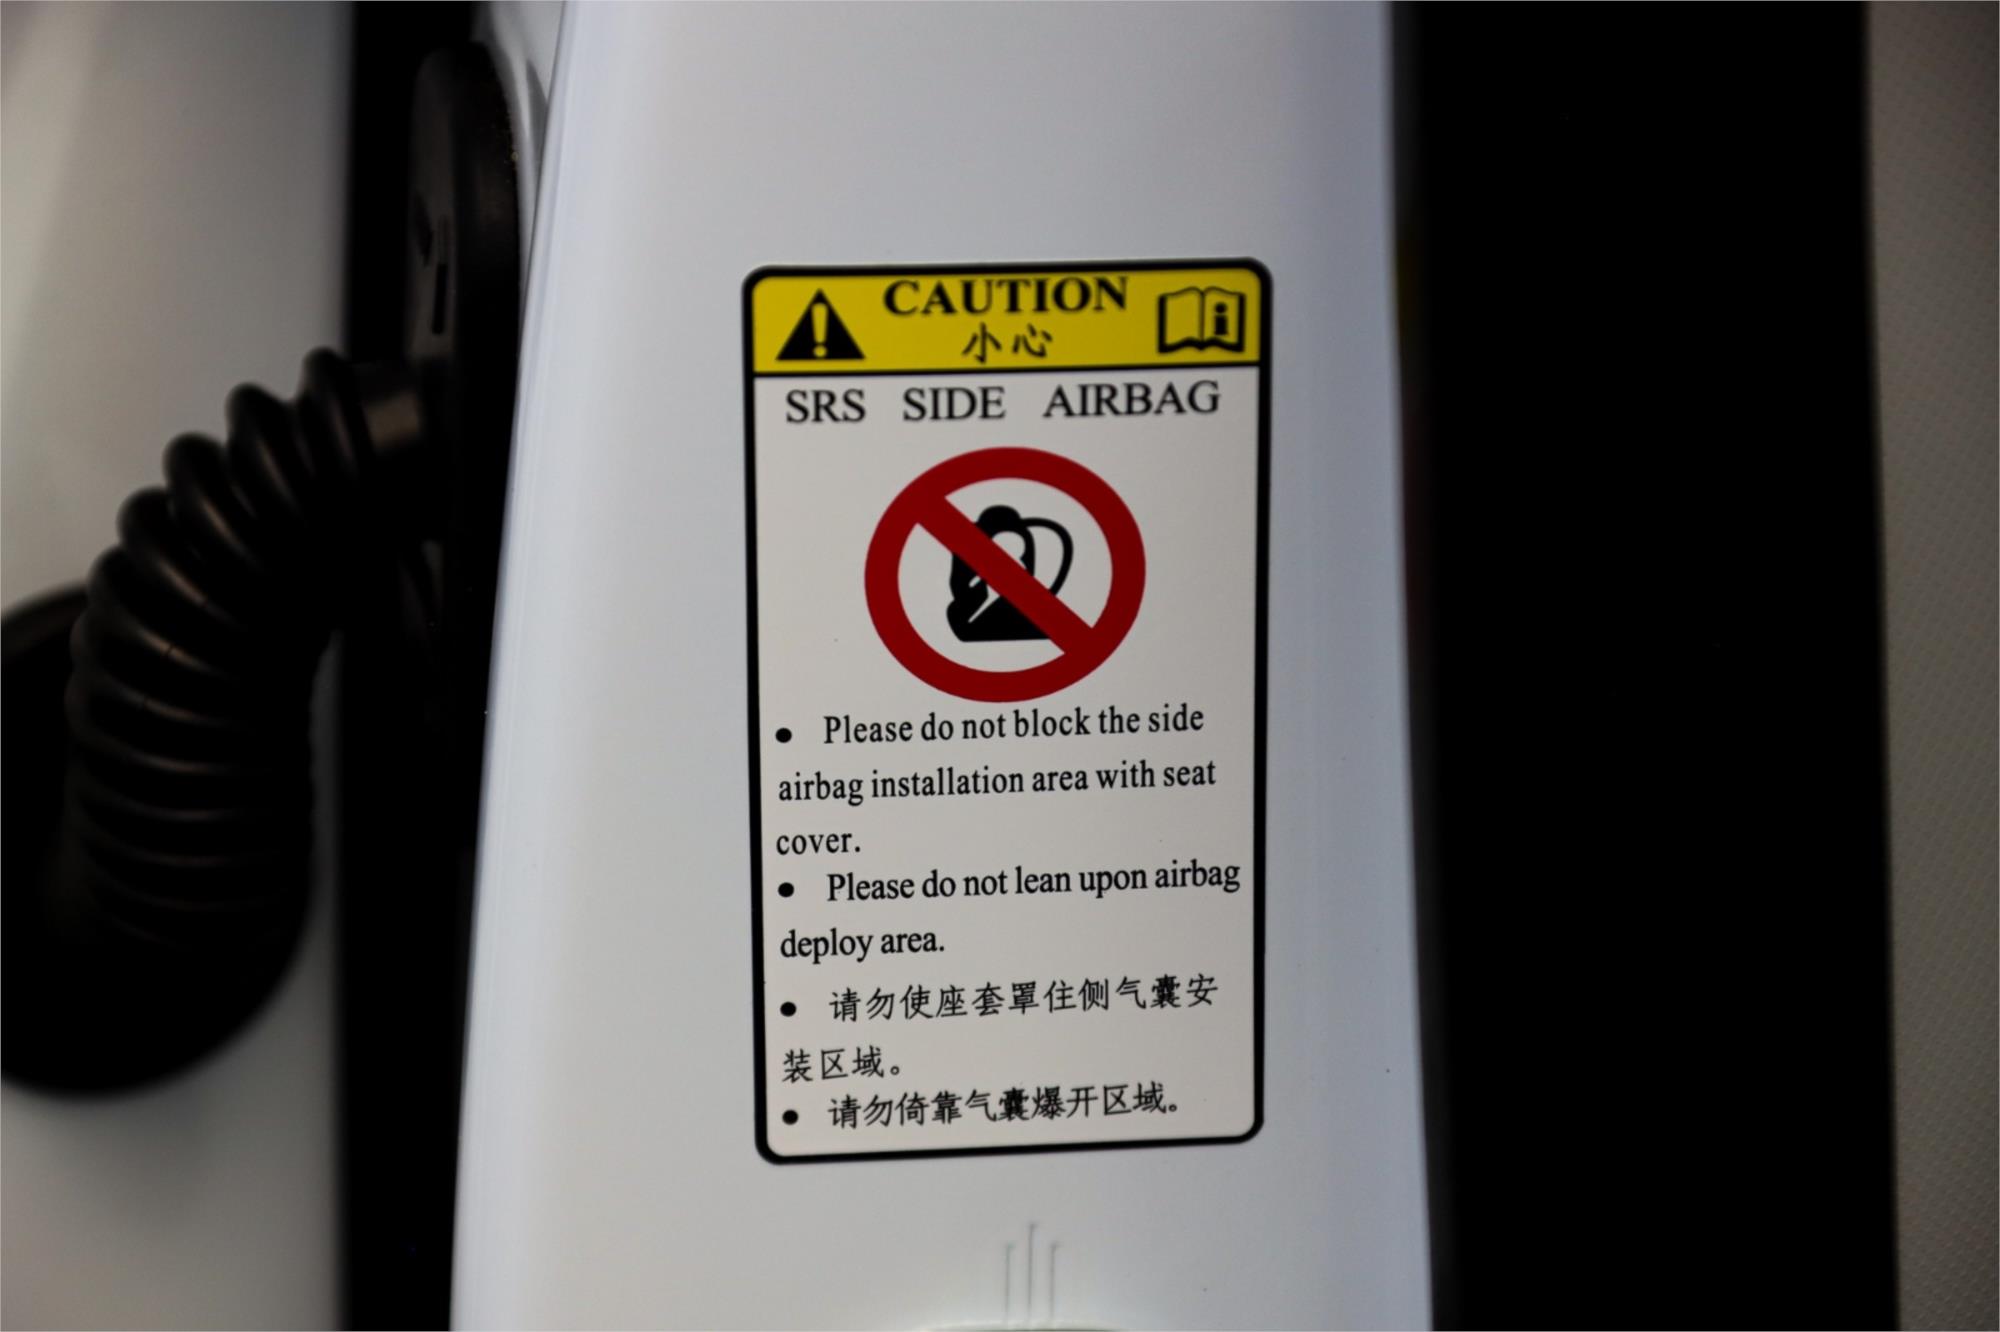 CAUTION
小心
SRS SIDE AIRBAG
● Please do not block the side
airbag installation area with seat
cover.
● Please do not lean upon airbag
deploy area.
● 请勿使座套罩住侧气囊安
装区域。
● 请勿倚靠气囊爆开区域。